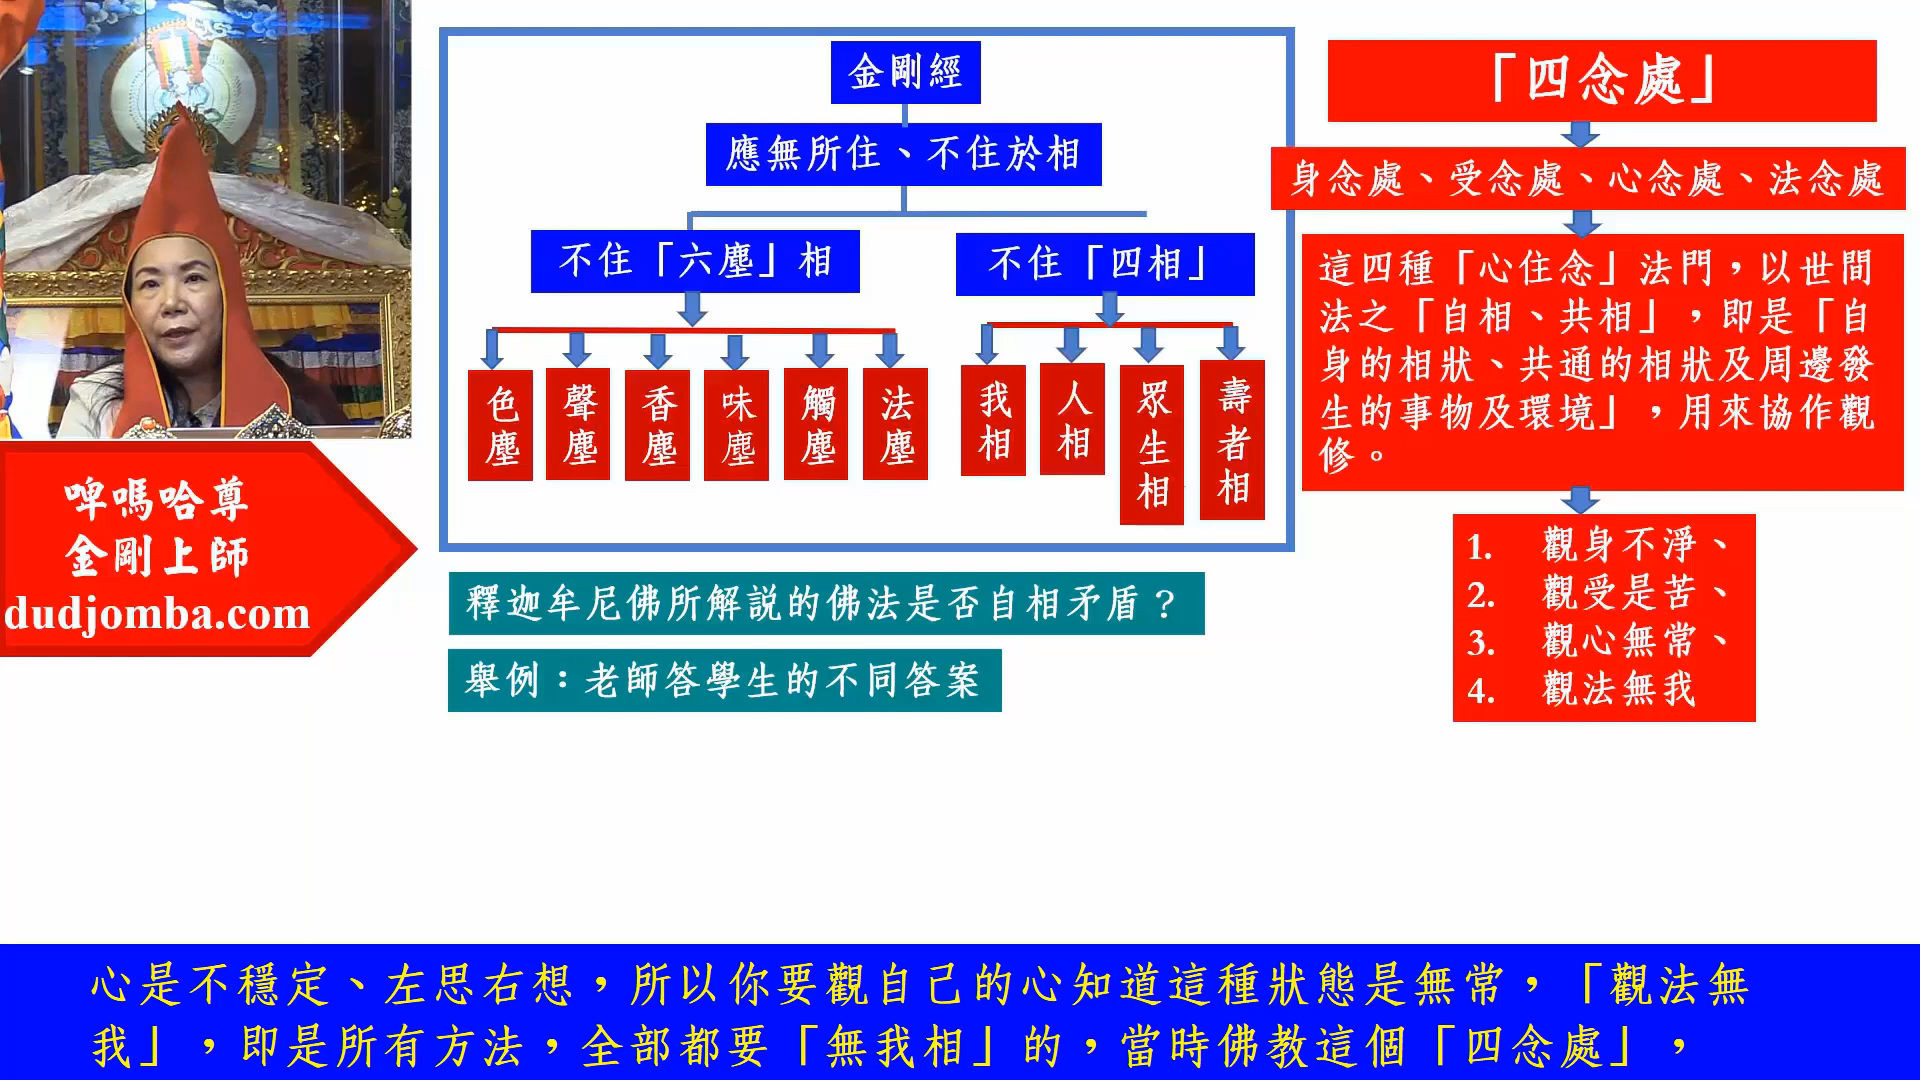 金剛經
應無所住、不住於相
不住「六塵」相
不住「四相」
色塵
聲塵
香塵
味塵
觸塵
法塵
我相
人相
眾生相
壽者相
「四念處」
身念處、受念處、心念處、法念處
這四種「心住念」法門，以世間
法之「自相、共相」，即是「自
身的相狀、共通的相狀及周邊發
生的事物及環境」，用來協作觀
修。
1. 觀身不淨、
2. 觀受是苦、
3. 觀心無常、
4. 觀法無我
啤嗎哈尊
金剛上師
dudjomba.com
釋迦牟尼佛所解說的佛法是否自相矛盾？
舉例：老師答學生的不同答案
心是不穩定、左思右想，所以你要觀自己的心知道這種狀態是無常，「觀法無
我」，即是所有方法，全部都要「無我相」的，當時佛教這個「四念處」，